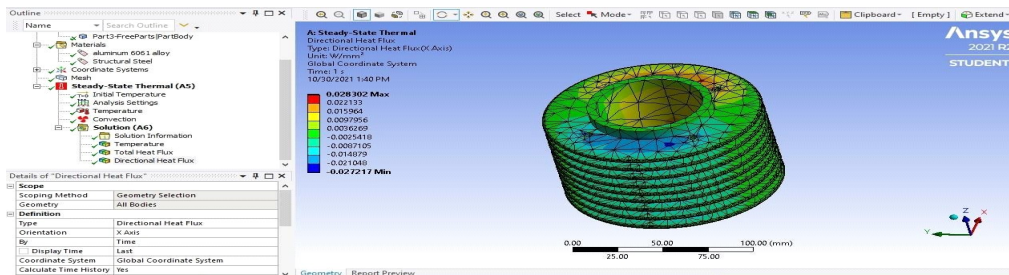 Outline
Name Search Outline
Part3-FreeParts|PartBody
Materials
aluminum 6061 alloy
Structural Steel
Coordinate Systems
Mesh
Steady-State Thermal (A5)
Initial Temperature
Analysis Settings
Temperature
Convection
Solution (A6)
Solution Information
Temperature
Total Heat Flux
Directional Heat Flux
Details of "Directional Heat Flux"
Scope
Scoping Method Geometry Selection
Geometry All Bodies
Definition
Type Directional Heat Flux
Orientation X Axis
By Time
Display Time Last
Coordinate System Global Coordinate System
Calculate Time History Yes
Select Mode Clipboard [ Empty ] Extend
A: Steady-State Thermal
Directional Heat Flux
Type: Directional Heat Flux(X Axis)
Unit: W/mm²
Global Coordinate System
Time: 1 s
10/30/2021 1:40 PM
0.028302 Max
0.022133
0.015964
0.0097956
0.0036269
-0.0025418
-0.0087105
-0.014879
-0.021048
-0.027217 Min
Ansys
2021 R2
STUDENT
0.00 50.00 100.00 (mm)
25.00 75.00
Z X
Y
Geometry Report Preview